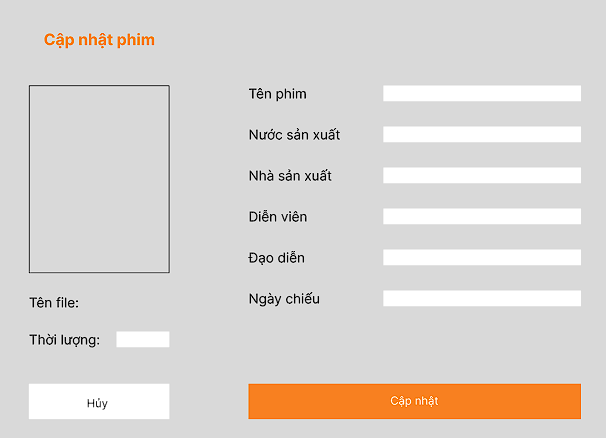 Cập nhật phim
Tên phim
Nước sản xuất
Nhà sản xuất
Diễn viên
Đạo diễn
Ngày chiếu
Tên file:
Thời lượng:
Hủy
Cập nhật